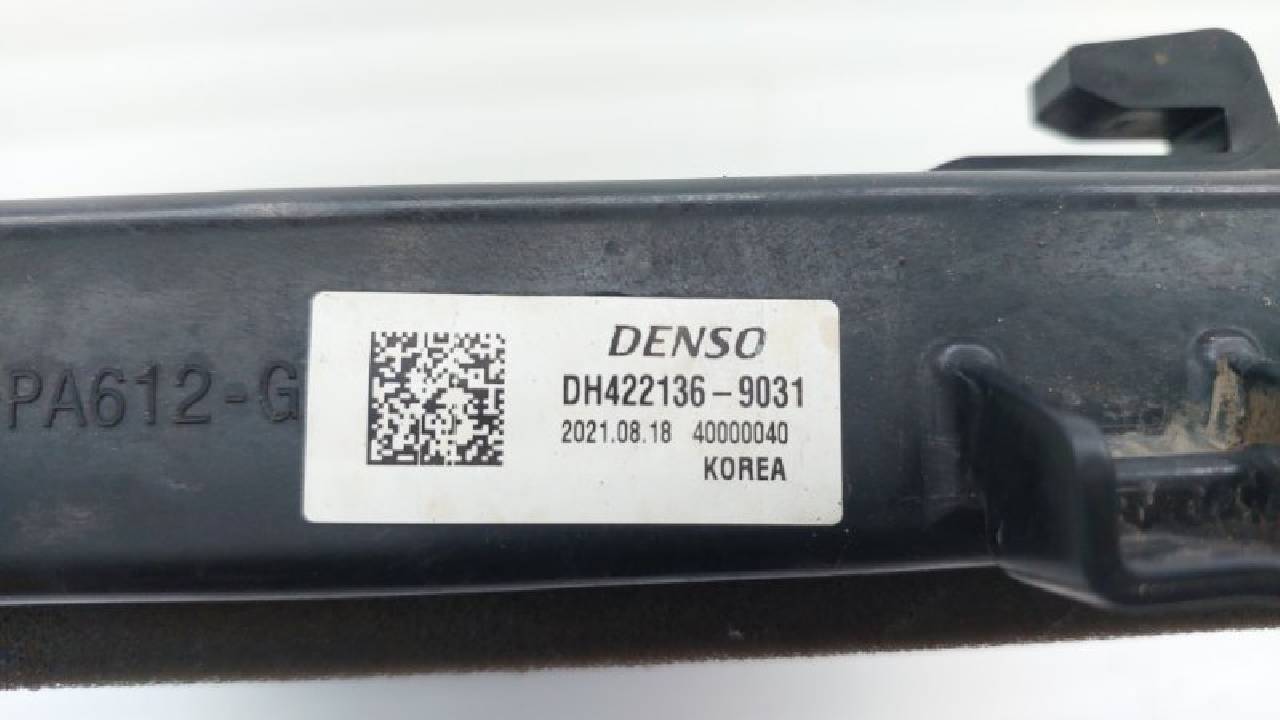 PA612-G
DENSO
DH422136-9031
2021.08.18 40000040
KOREA